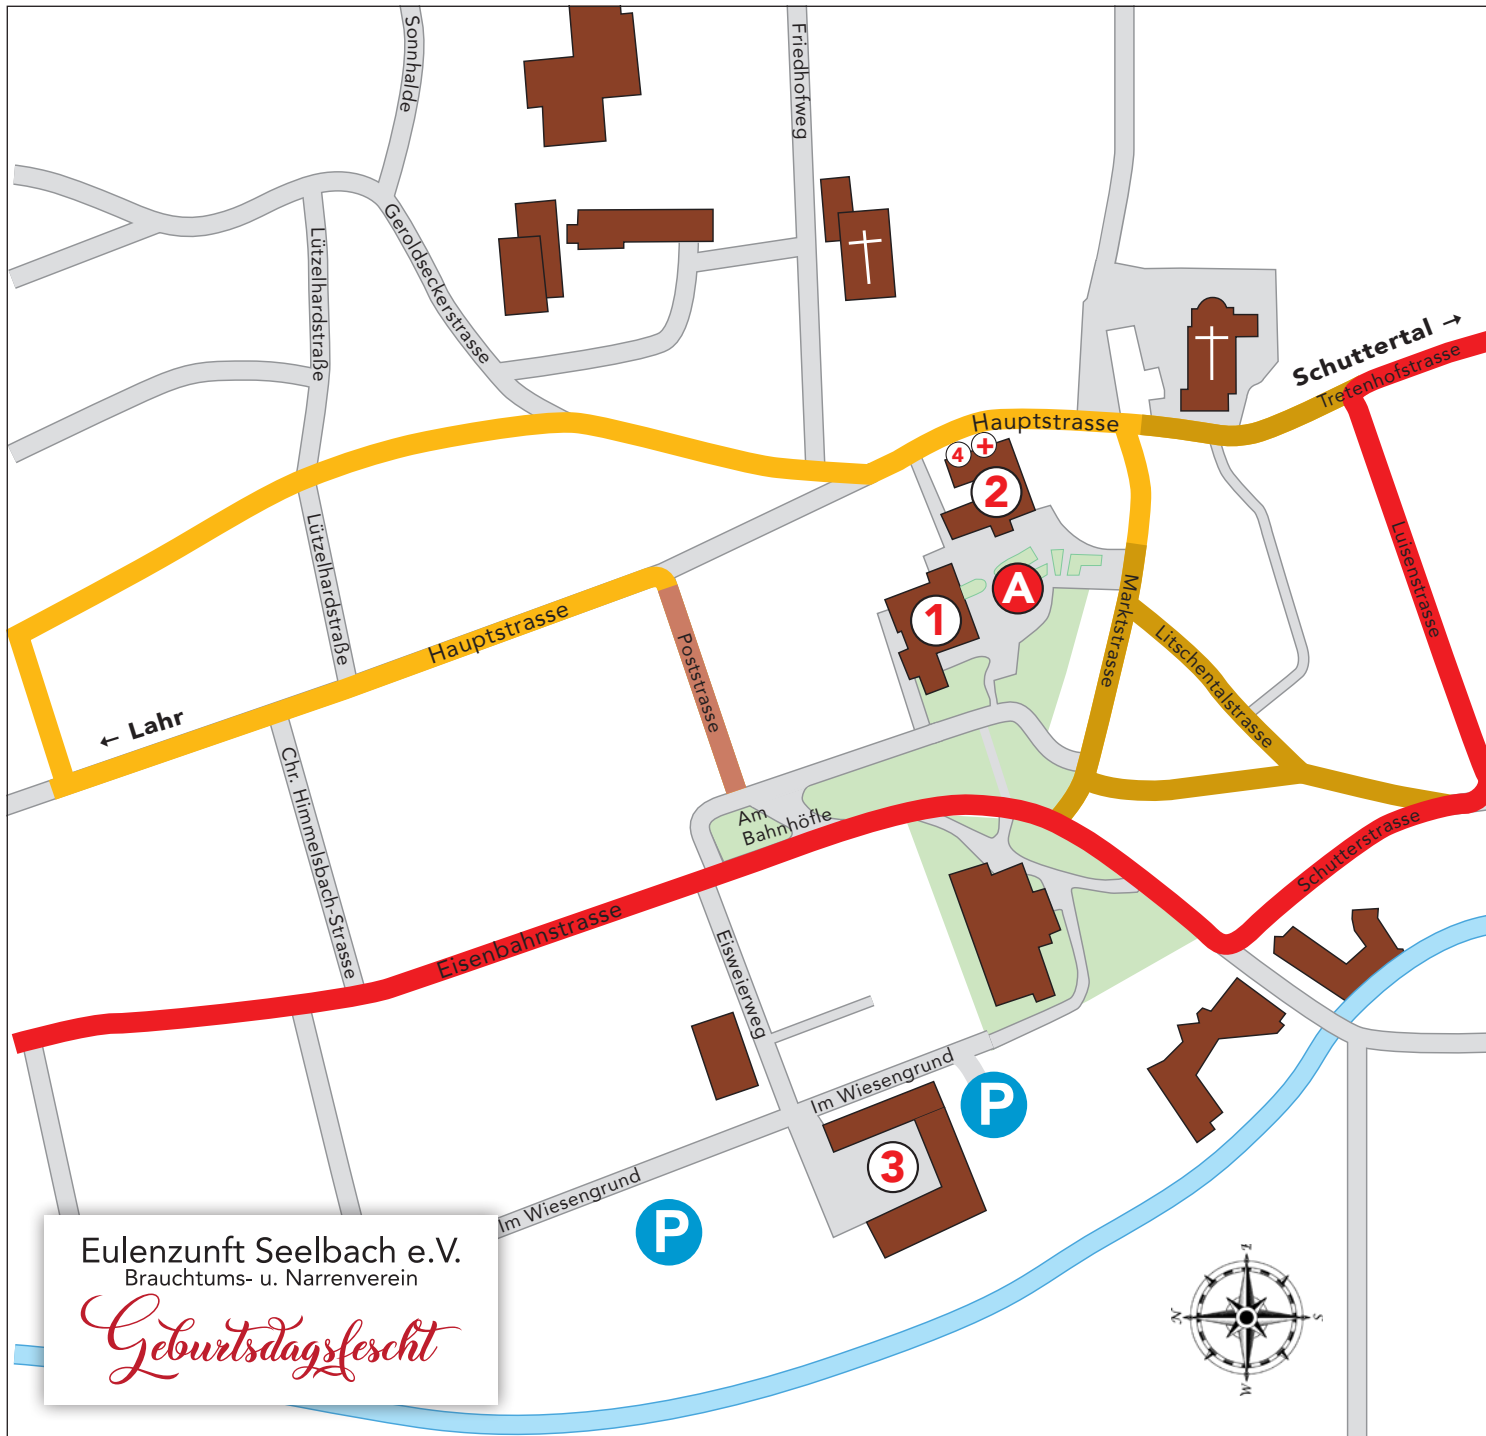 Sonnhalde
Friedhofweg
Geroldseckerstrasse
Lützelhardstraße
Schuttertal →
Tretenhofstrasse
Hauptstrasse
4
+
2
Lützelhardstraße
Luisenstrasse
A
1
Marktstrasse
Hauptstrasse
Poststrasse
Litschentalstrasse
← Lahr
Chr. Himmelsbach-Strasse
Am
Bahnhöfle
Schutterstrasse
Eisenbahnstrasse
Eisweierweg
Im Wiesengrund
P
3
Im Wiesengrund
P
Eulenzunft Seelbach e.V.
Brauchtums- u. Narrenverein
Geburtsdagsfescht
E
N
S
W